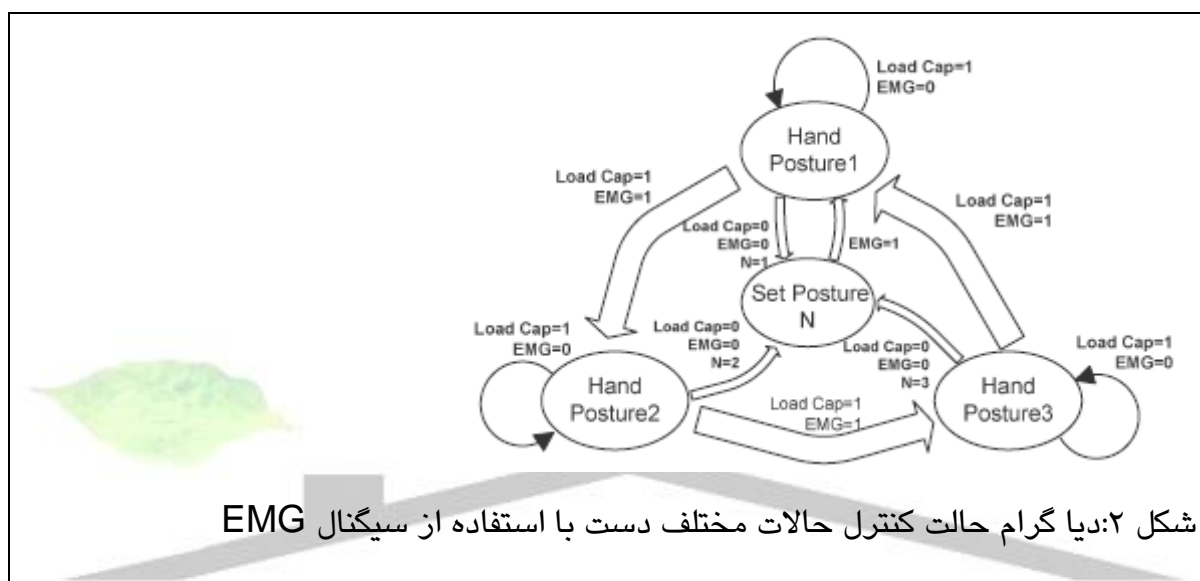 Load Cap=1
EMG=0
Hand
Posture1
Load Cap=1
EMG=1
Load Cap=1
EMG=1
Load Cap=0
EMG=0
N=1
EMG=1
Set Posture
N
Load Cap=1
EMG=0
Load Cap=0
EMG=0
N=2
Load Cap=0
EMG=0
N=3
Load Cap=1
EMG=0
Hand
Posture2
Load Cap=1
EMG=1
Hand
Posture3
شکل ۲:دیا گرام حالت کنترل حالات مختلف دست با استفاده از سیگنال EMG